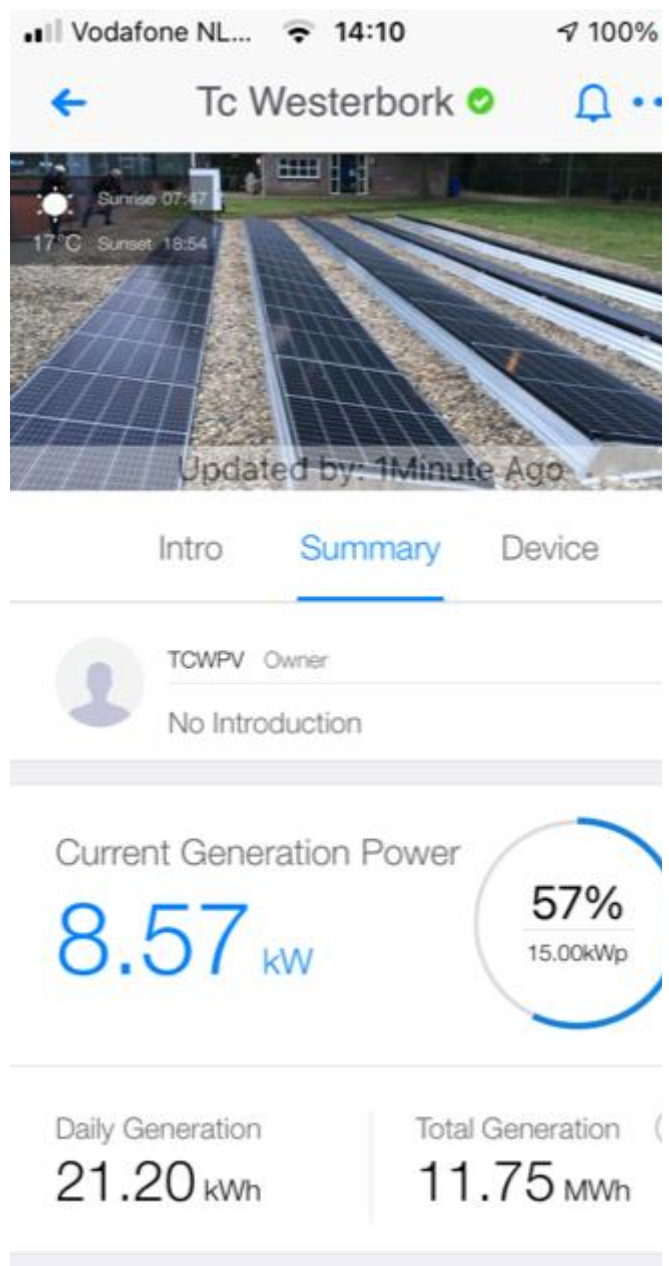 Vodafone NL... 14:10 100%
Tc Westerbork
Sunrise 07:47
17°C Sunset 18:54
Updated by: 1Minute Ago
Intro Summary Device
TCWPV Owner
No Introduction
Current Generation Power
8.57 kW
57%
15.00kWp
Daily Generation Total Generation
21.20 kWh 11.75 MWh